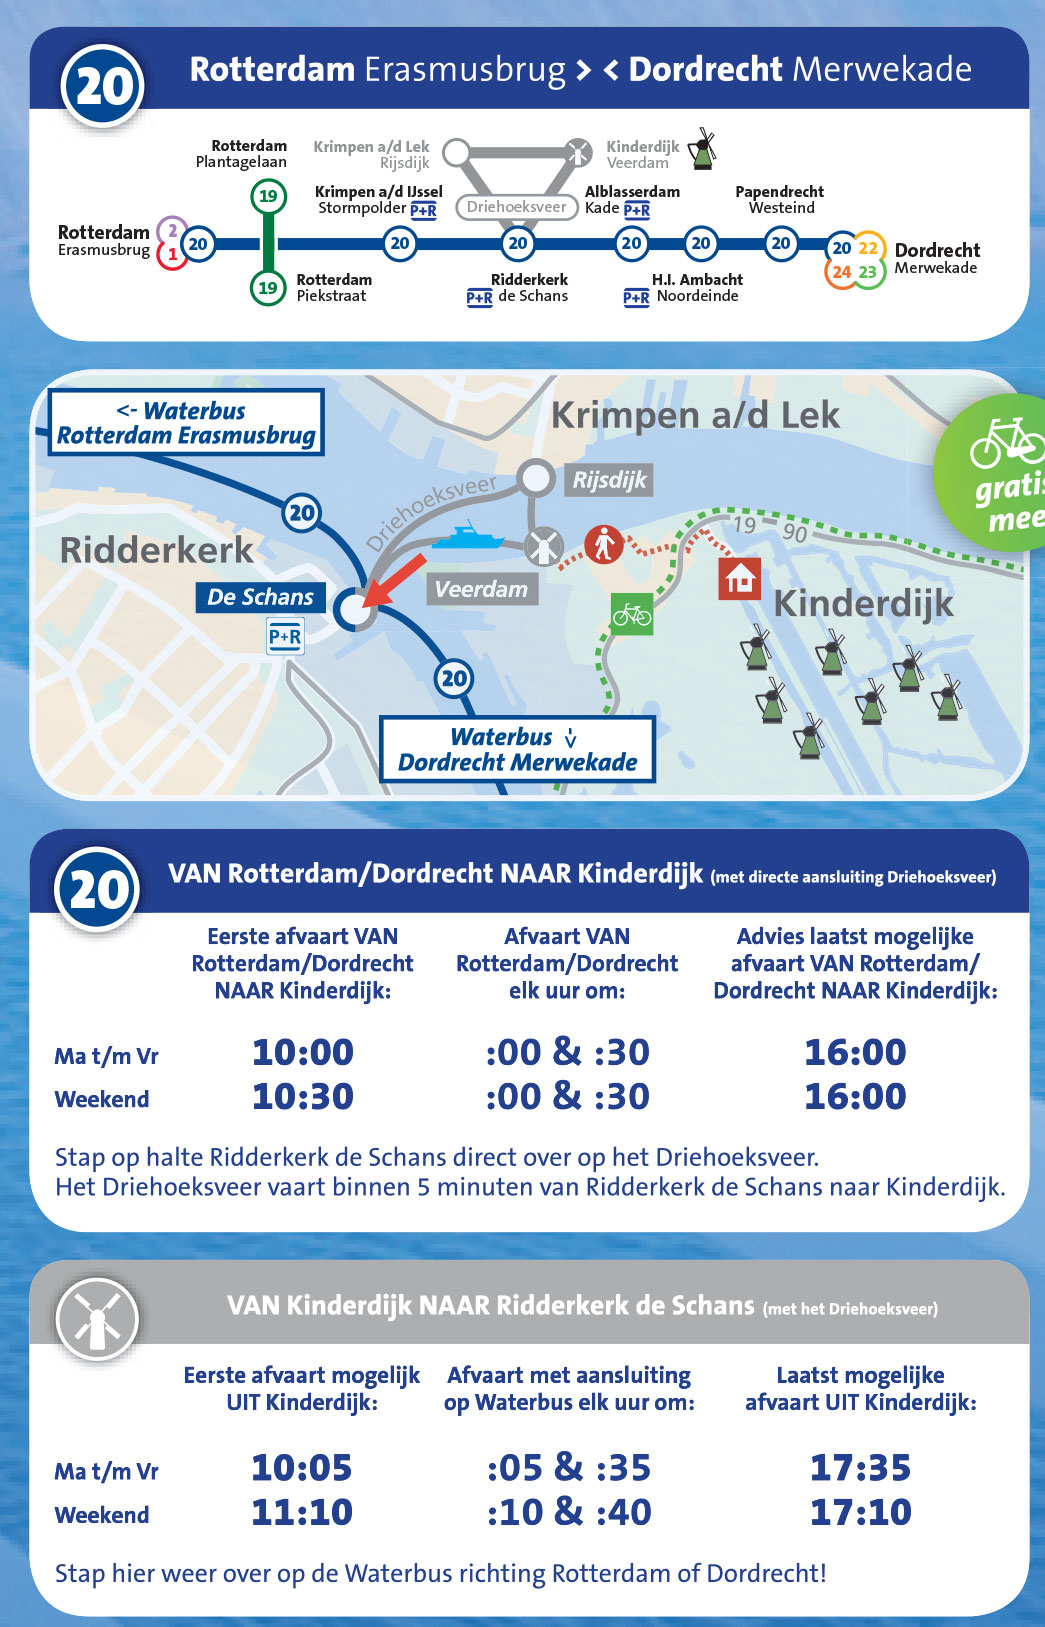 20
Rotterdam Erasmusbrug > < Dordrecht Merwekade
Rotterdam
Plantagelaan
Krimpen a/d Lek
Rijsdijk
Kinderdijk
Veerdam
19
Krimpen a/d IJssel
Stormpolder P+R
Driehoeksveer
Alblasserdam
Kade P+R
Papendrecht
Westeind
Rotterdam
Erasmusbrug
2
1
20
20
20
20
20
20
20
22
24
23
Dordrecht
Merwekade
19
Rotterdam
Piekstraat
Ridderkerk
P+R de Schans
H.I. Ambacht
P+R Noordeinde
<- Waterbus
Rotterdam Erasmusbrug
Krimpen a/d Lek
gratis
mee
Rijsdijk
Driehoeksveer
20
19
90
Ridderkerk
De Schans
P+R
Veerdam
Kinderdijk
20
Waterbus ->
Dordrecht Merwekade
20
VAN Rotterdam/Dordrecht NAAR Kinderdijk (met directe aansluiting Driehoeksveer)
Eerste afvaart VAN
Rotterdam/Dordrecht
NAAR Kinderdijk:
Afvaart VAN
Rotterdam/Dordrecht
elk uur om:
Advies laatst mogelijke
afvaart VAN Rotterdam/
Dordrecht NAAR Kinderdijk:
Ma t/m Vr 10:00 :00 & :30 16:00
Weekend 10:30 :00 & :30 16:00
Stap op halte Ridderkerk de Schans direct over op het Driehoeksveer.
Het Driehoeksveer vaart binnen 5 minuten van Ridderkerk de Schans naar Kinderdijk.
VAN Kinderdijk NAAR Ridderkerk de Schans (met het Driehoeksveer)
Eerste afvaart mogelijk
UIT Kinderdijk:
Afvaart met aansluiting
op Waterbus elk uur om:
Laatst mogelijke
afvaart UIT Kinderdijk:
Ma t/m Vr 10:05 :05 & :35 17:35
Weekend 11:10 :10 & :40 17:10
Stap hier weer over op de Waterbus richting Rotterdam of Dordrecht!